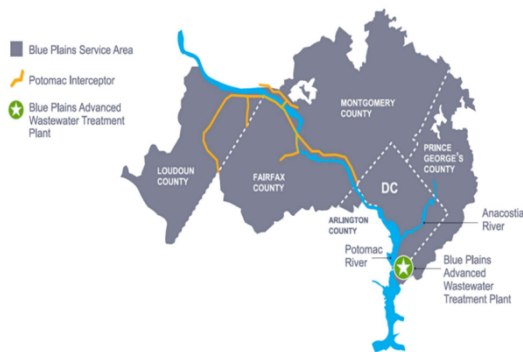 Blue Plains Service Area
Potomac Interceptor
Blue Plains Advanced
Wastewater Treatment
Plant
MONTGOMERY
COUNTY
PRINCE
GEORGE'S
COUNTY
LOUDOUN
COUNTY
FAIRFAX
COUNTY
DC
ARLINGTON
COUNTY
Anacostia
River
Potomac
River
Blue Plains
Advanced
Wastewater
Treatment Plant